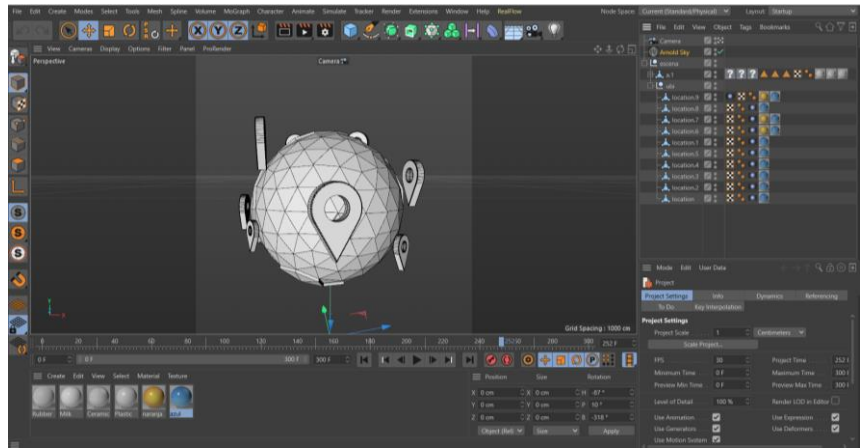 File Edit Create Modes Select Tools Mesh Spline Volume MoGraph Character Animate Simulate Tracker Render Extensions Window Help RealFlow Node Space Current (Standard/Physical) Layout Startup
View Cameras Display Options Filter Panel ProRender
File Edit View Object Tags Bookmarks
Perspective
Camera
Camera
Arnold Sky
location.9
location.8
location.7
location.6
location.1
location.5
location.4
location.3
location.2
location
Mode Edit User Data
Project
Project Settings Info Dynamics Referencing
To Do Key Interpolation
Project Settings
Project Scale 1 Centimeters
Scale Project...
FPS 30 Project Time 252 F
Minimum Time 0 F Maximum Time 300 F
Preview Min Time 0 F Preview Max Time 300 F
Level of Detail 100 % Render LOD in Editor
Use Animation Use Expression
Use Generators Use Deformers
Use Motion System
Grid Spacing : 1000 cm
0 20 40 60 80 100 120 140 160 180 200 220 240 280 252 F
0 F 0 F 300 F 300 F
Create Edit View Select Material Texture
Rubber Milk Ceramic Plastic naranja azul
Position Size Rotation
X 0 cm X 0 cm H -87 °
Y 0 cm Y 0 cm P 10 °
Z 0 cm Z 0 cm B -318 °
Object (Rel) Size Apply